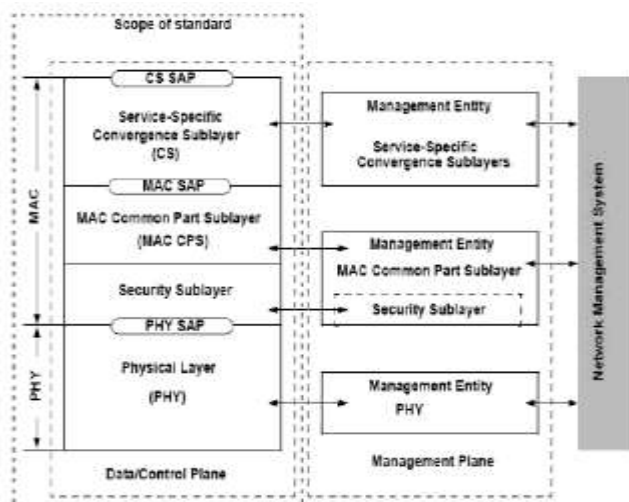 Scope of standard
CS SAP
Service-Specific
Convergence Sublayer
(CS)
MAC SAP
MAC Common Part Sublayer
(MAC CPS)
Security Sublayer
PHY SAP
Physical Layer
(PHY)
Data/Control Plane
MAC
PHY
Management Entity
Service-Specific
Convergence Sublayers
Management Entity
MAC Common Part Sublayer
Security Sublayer
Management Entity
PHY
Management Plane
Network Management System